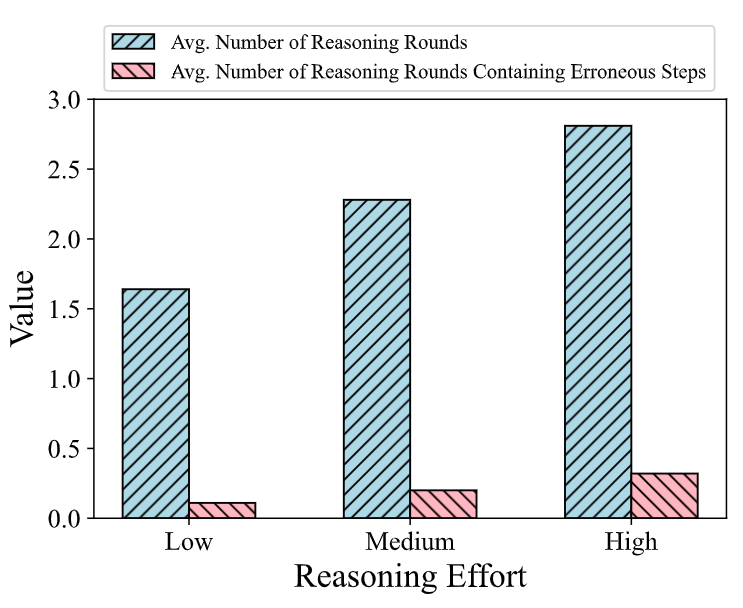 Avg. Number of Reasoning Rounds
Avg. Number of Reasoning Rounds Containing Erroneous Steps
3.0
2.5
2.0
1.5
1.0
0.5
0.0
Value
Low Medium High
Reasoning Effort